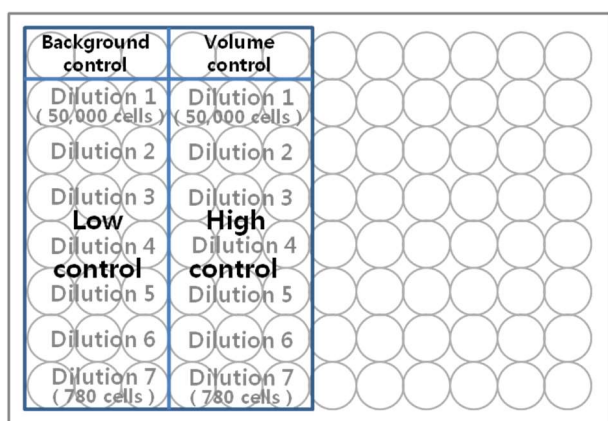 Background
control
Volume
control
Dilution 1
( 50,000 cells )
Dilution 1
( 50,000 cells )
Dilution 2
Dilution 2
Dilution 3
Dilution 3
Low
control
High
control
Dilution 4
Dilution 4
Dilution 5
Dilution 5
Dilution 6
Dilution 6
Dilution 7
( 780 cells )
Dilution 7
( 780 cells )